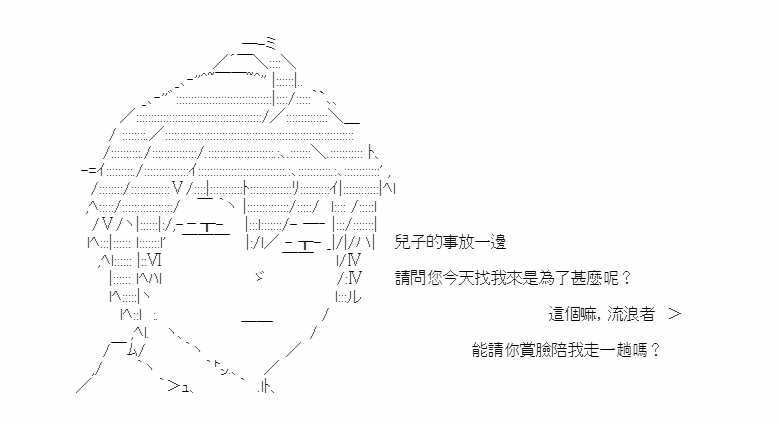 兒子的事放一邊
請問您今天找我來是為了甚麼呢？
這個嘛，流浪者　＞
能請你賞臉陪我走一趟嗎？